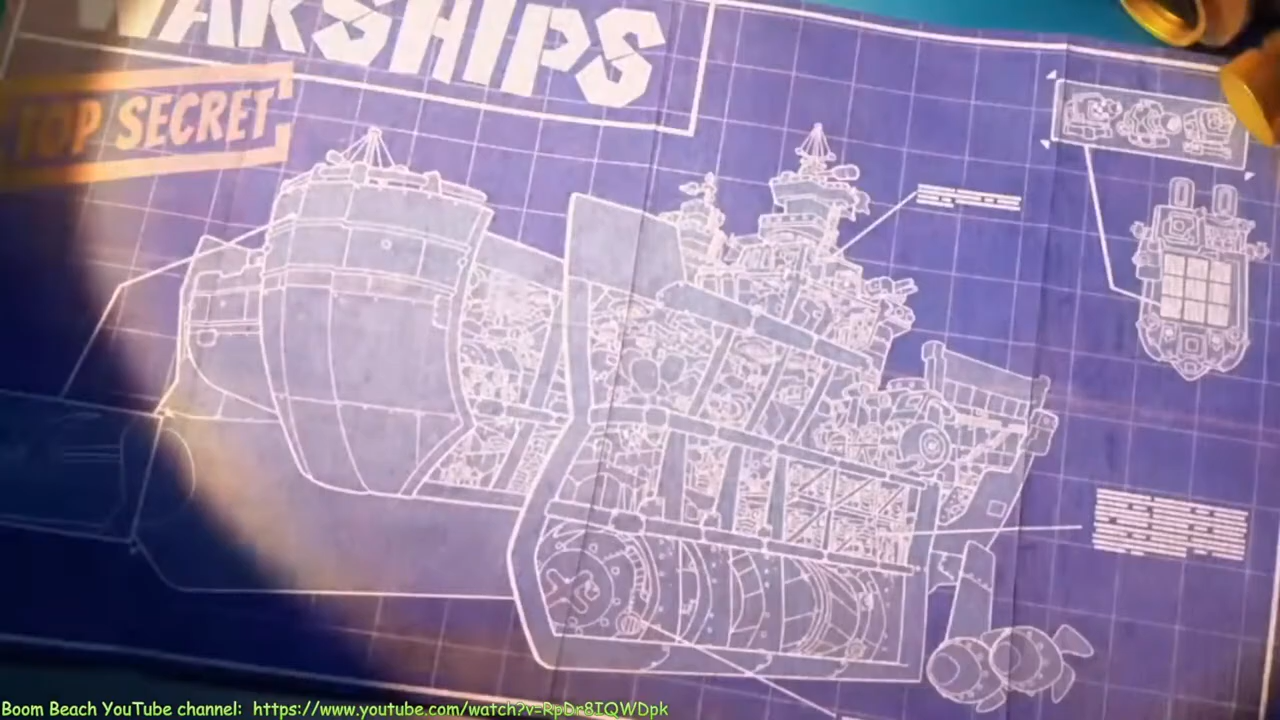 WARSHIPS
TOP SECRET
Boom Beach YouTube channel: https://www.youtube.com/watch?v=RpDr8IQWDpk